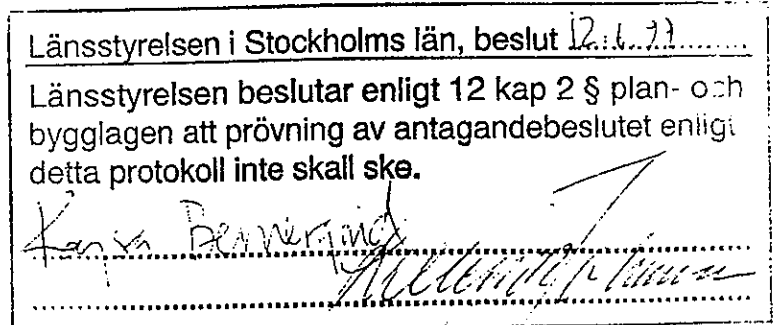 Länsstyrelsen i Stockholms län, beslut
Länsstyrelsen beslutar enligt 12 kap 2 § plan- och
bygglagen att prövning av antagandebeslutet enligt
detta protokoll inte skall ske.